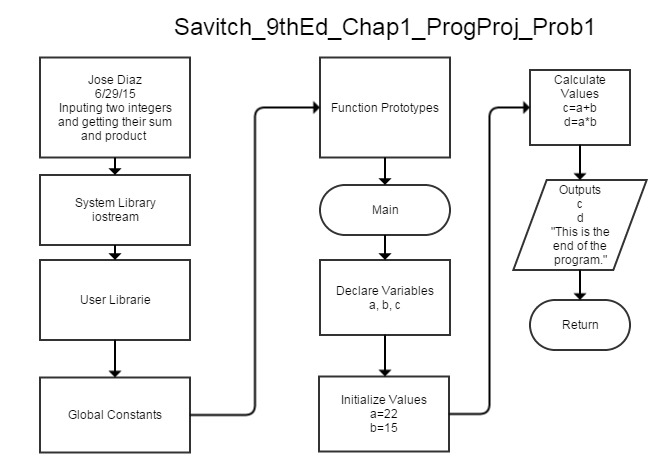 Savitch_9thEd_Chap1_ProgProj_Prob1
Jose Diaz
6/29/15
Inputing two integers
and getting their sum
and product
System Library
iostream
User Librarie
Global Constants
Function Prototypes
Main
Declare Variables
a, b, c
Initialize Values
a=22
b=15
Calculate
Values
c=a+b
d=a*b
Outputs
c
d
"This is the
end of the
program."
Return